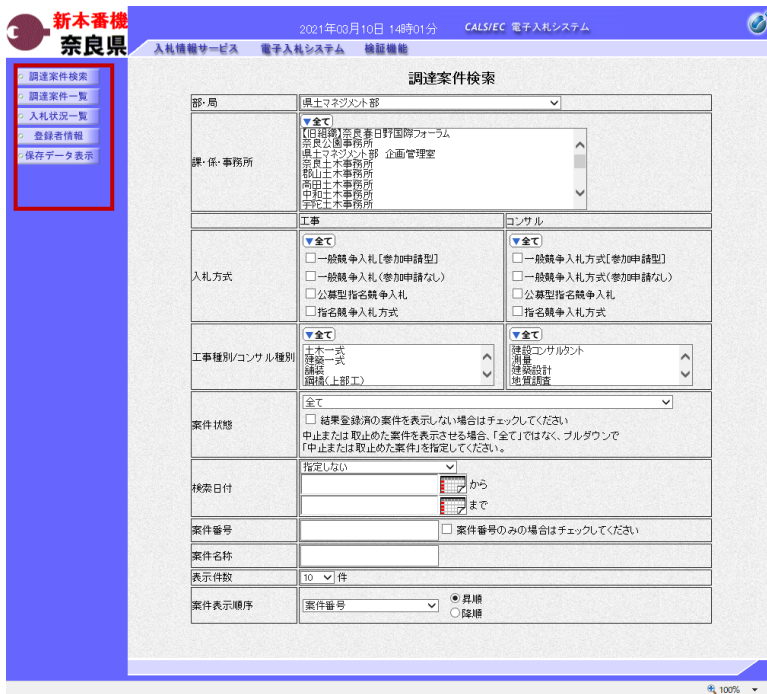 新本番機
奈良県
2021年03月10日 14時01分
CALS/EC 電子入札システム
入札情報サービス 電子入札システム 検証機能
調達案件検索
調達案件一覧
入札状況一覧
登録者情報
保存データ表示
調達案件検索
部・局
県土マネジメント部
課・係・事務所
▼全て
【旧組織】奈良春日野国際フォーラム
奈良公園事務所
県土マネジメント部 企画管理室
奈良土木事務所
郡山土木事務所
高田土木事務所
中和土木事務所
宇陀土木事務所
工事 コンサル
入札方式
▼全て
□一般競争入札[参加申請型]
□一般競争入札(参加申請なし)
□公募型指名競争入札
□指名競争入札方式
▼全て
□一般競争入札方式[参加申請型]
□一般競争入札方式(参加申請なし)
□公募型指名競争入札
□指名競争入札方式
工事種別/コンサル種別
▼全て
土木一式
建築一式
舗装
鋼橋(上部工)
▼全て
建設コンサルタント
測量
建築設計
地質調査
案件状態
全て
□ 結果登録済の案件を表示しない場合はチェックしてください
中止または取止めた案件を表示させる場合、「全て」ではなく、プルダウンで
「中止または取止めた案件」を指定してください。
検索日付
指定しない
から
まで
案件番号
□ 案件番号のみの場合はチェックしてください
案件名称
表示件数
10 件
案件表示順序
案件番号
昇順
降順
100%